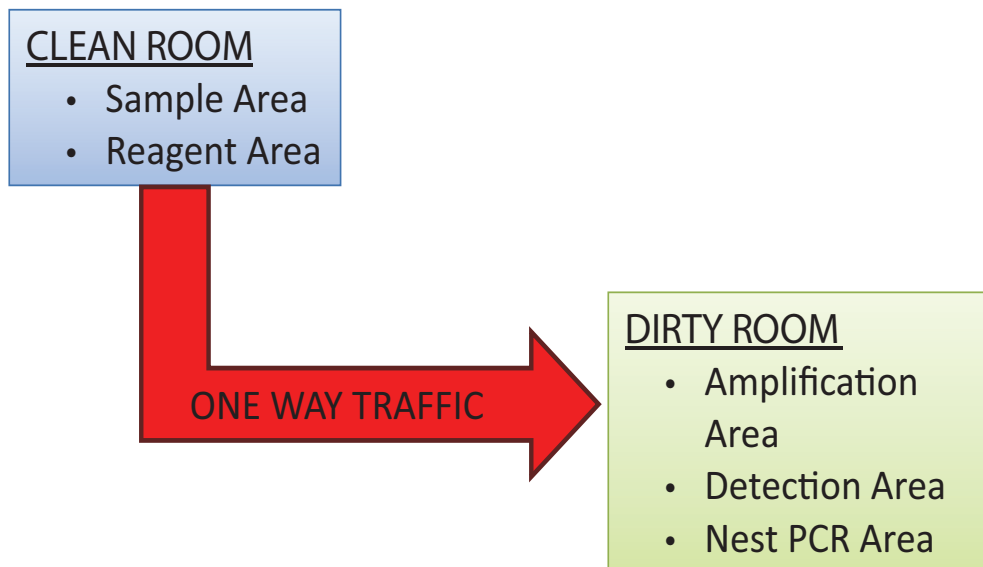 CLEAN ROOM
• Sample Area
• Reagent Area
ONE WAY TRAFFIC
DIRTY ROOM
• Amplification
Area
• Detection Area
• Nest PCR Area